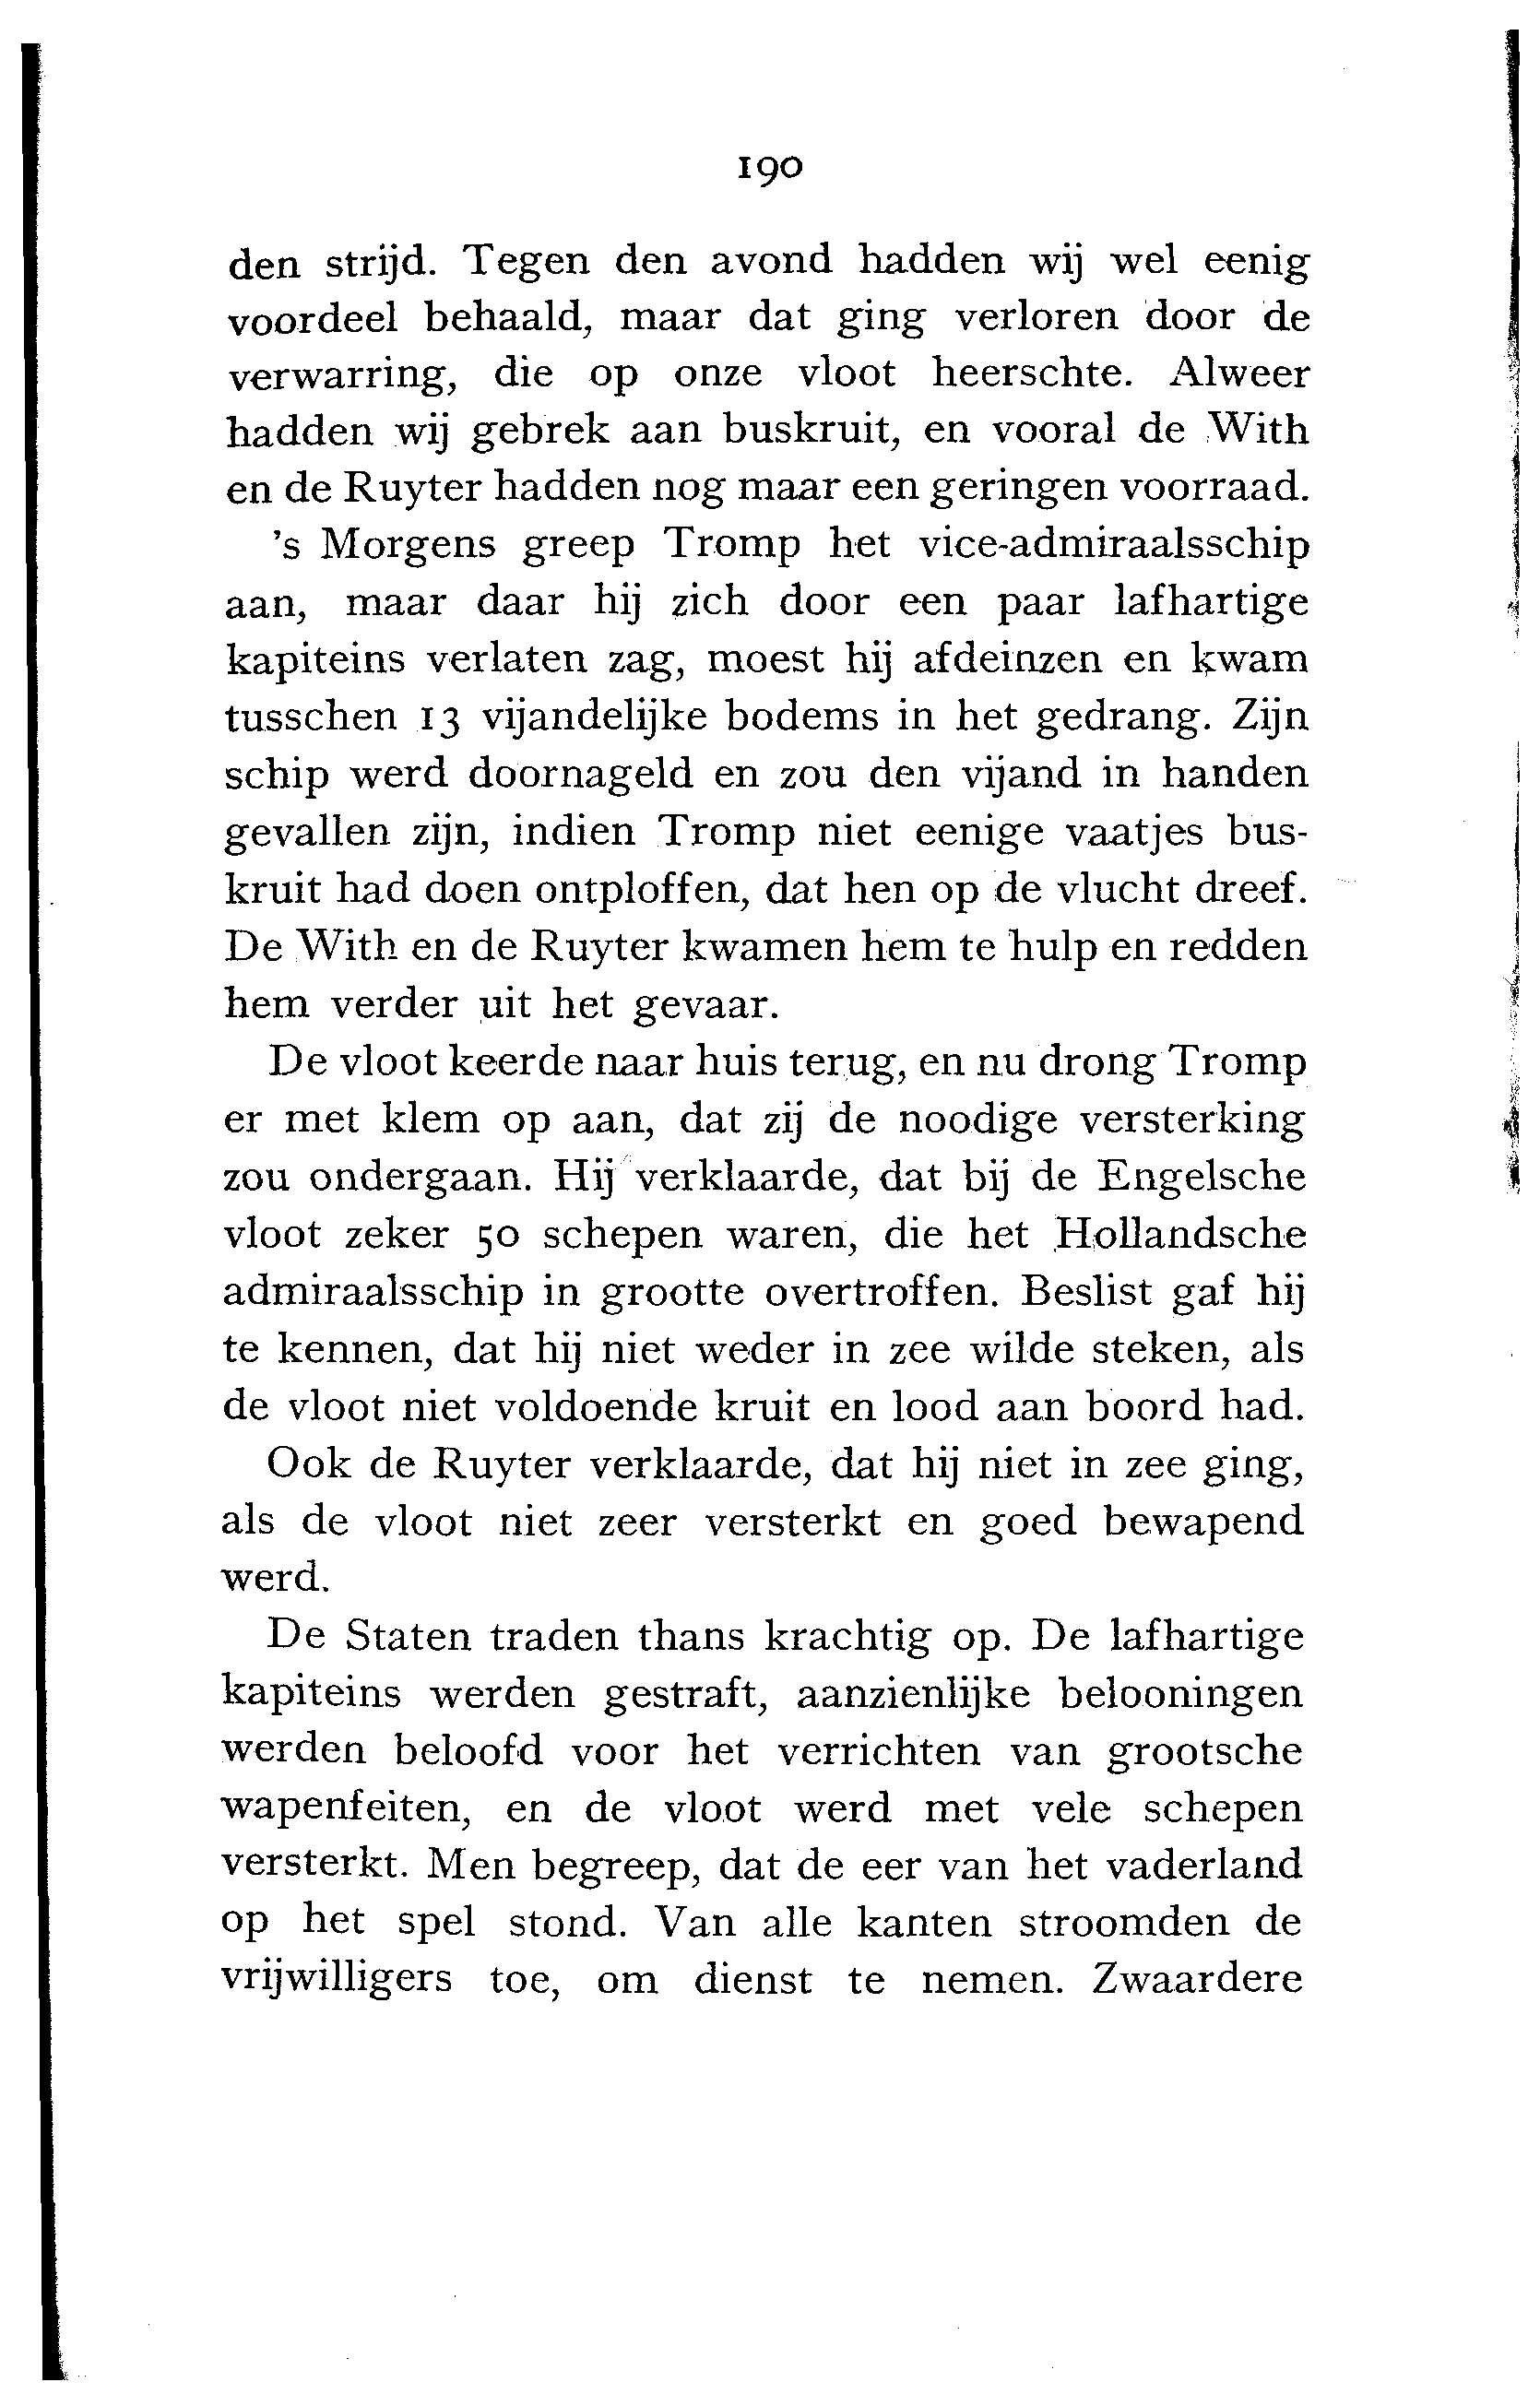 190
den strijd. Tegen den avond hadden wij wel eenig
voordeel behaald, maar dat ging verloren door de
verwarring, die op onze vloot heerschte. Alweer
hadden wij gebrek aan buskruit, en vooral de With
en de Ruyter hadden nog maar een geringen voorraad.
's Morgens greep Tromp het vice-admiraalsschip
aan, maar daar hij zich door een paar lafhartige
kapiteins verlaten zag, moest hij afdeinzen en kwam
tusschen 13 vijandelijke bodems in het gedrang. Zijn
schip werd doornageld en zou den vijand in handen
gevallen zijn, indien Tromp niet eenige vaatjes bus-
kruit had doen ontploffen, dat hen op de vlucht dreef.
De With en de Ruyter kwamen hem te hulp en redden
hem verder uit het gevaar.
De vloot keerde naar huis terug, en nu drong Tromp
er met klem op aan, dat zij de noodige versterking
zou ondergaan. Hij verklaarde, dat bij de Engelsche
vloot zeker 50 schepen waren, die het Hollandsche
admiraalsschip in grootte overtroffen. Beslist gaf hij
te kennen, dat hij niet weder in zee wilde steken, als
de vloot niet voldoende kruit en lood aan boord had.
Ook de Ruyter verklaarde, dat hij niet in zee ging,
als de vloot niet zeer versterkt en goed bewapend
werd.
De Staten traden thans krachtig op. De lafhartige
kapiteins werden gestraft, aanzienlijke belooningen
werden beloofd voor het verrichten van grootsche
wapenfeiten, en de vloot werd met vele schepen
versterkt. Men begreep, dat de eer van het vaderland
op het spel stond. Van alle kanten stroomden de
vrijwilligers toe, om dienst te nemen. Zwaardere